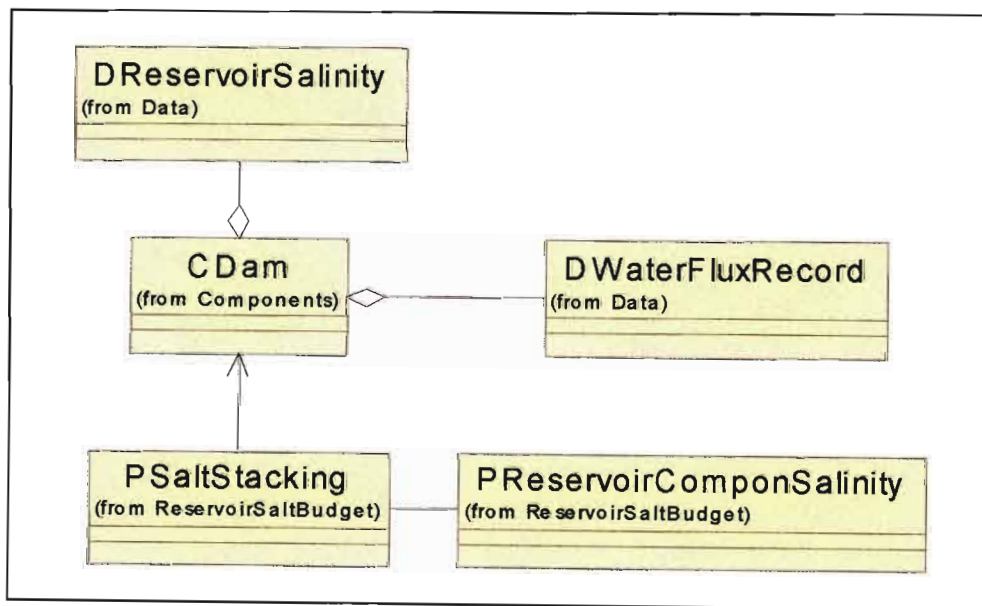 DReservoirSalinity
(from Data)
CDam
(from Components)
DWaterFluxRecord
(from Data)
PSaltStacking
(from ReservoirSaltBudget)
PReservoirComponSalinity
(from ReservoirSaltBudget)